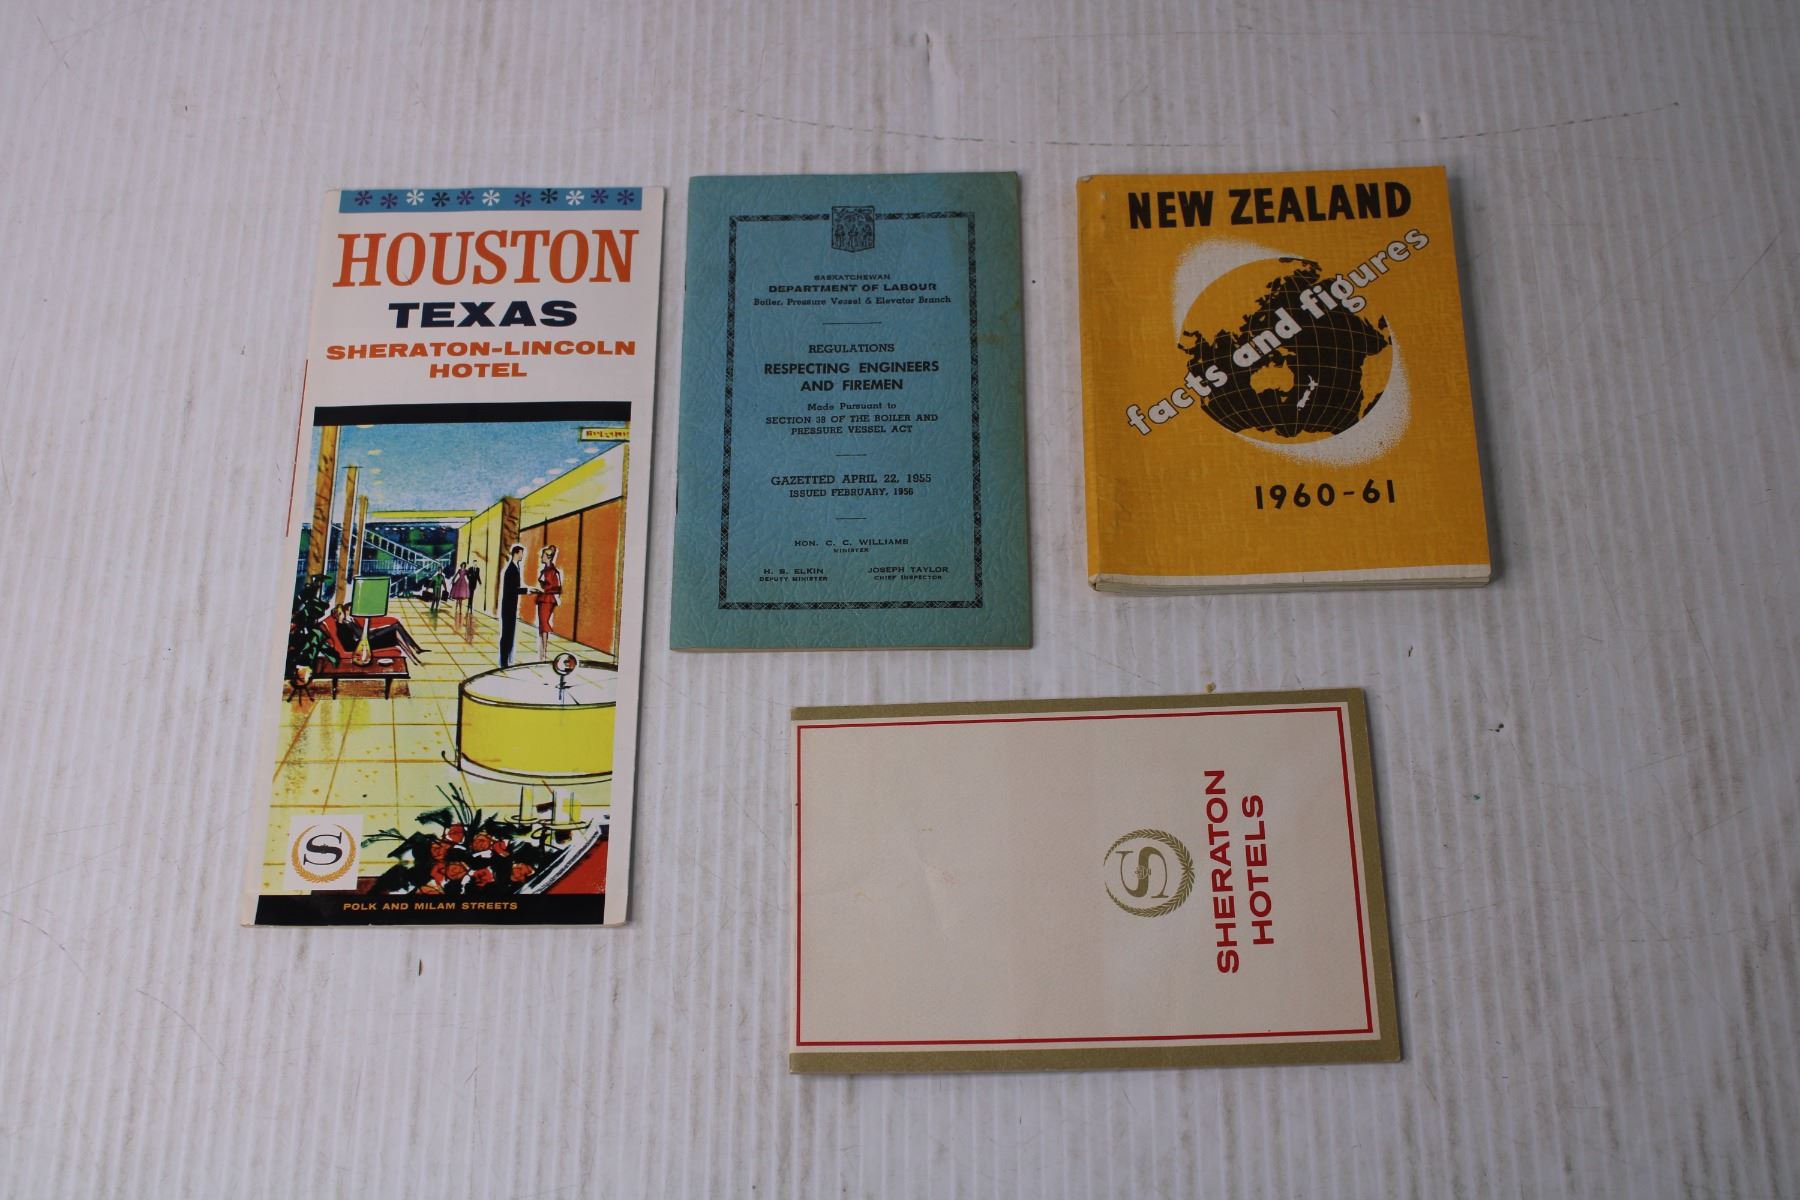 HOUSTON
TEXAS
SHERATON-LINCOLN
HOTEL
S
POLK AND MILAM STREETS
SASKATCHEWAN
DEPARTMENT OF LABOUR
Boiler, Pressure Vessel & Elevator Branch
REGULATIONS
RESPECTING ENGINEERS
AND FIREMEN
Made Pursuant to
SECTION 38 OF THE BOILER AND
PRESSURE VESSEL ACT
GAZETTED APRIL 22, 1955
ISSUED FEBRUARY, 1956
HON. C. C. WILLIAMS
MINISTER
H. S. ELKIN
DEPUTY MINISTER
JOSEPH TAYLOR
CHIEF INSPECTOR
NEW ZEALAND
facts and figures
1960-61
S
SHERATON
HOTELS